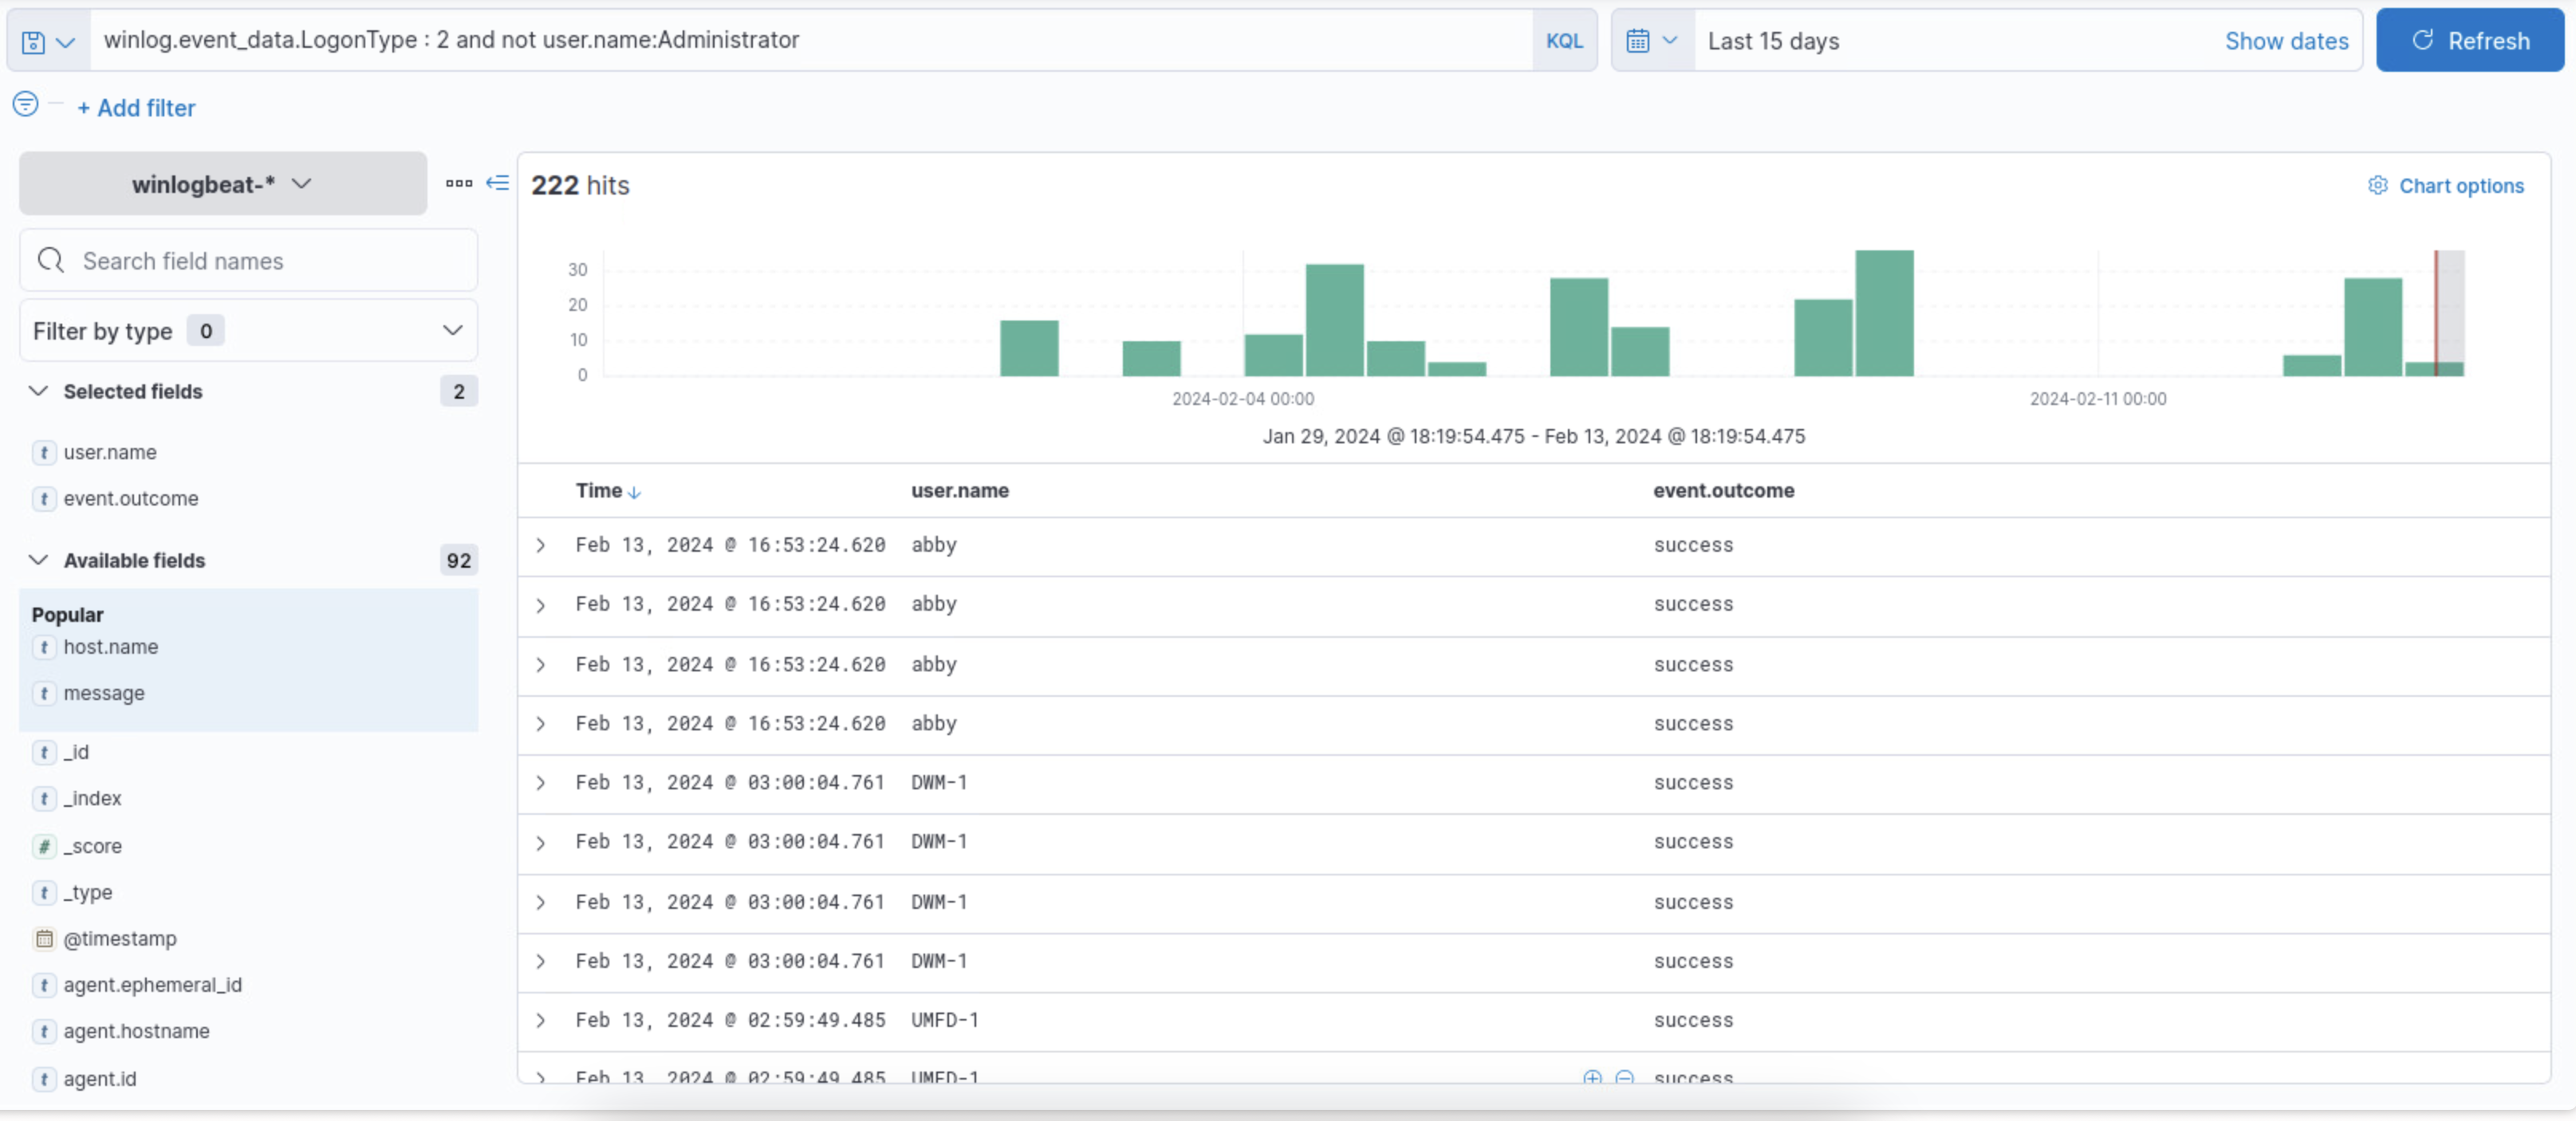 winlog.event_data.LogonType : 2 and not user.name:Administrator KQL Last 15 days Show dates Refresh
+ Add filter
winlogbeat-*
Search field names
Filter by type 0
Selected fields 2
t user.name
t event.outcome
Available fields 92
Popular
t host.name
t message
t _id
t _index
# _score
t _type
@timestamp
t agent.ephemeral_id
t agent.hostname
t agent.id
222 hits Chart options
30
20
10
0
2024-02-04 00:00 2024-02-11 00:00
Jan 29, 2024 @ 18:19:54.475 - Feb 13, 2024 @ 18:19:54.475
Time user.name event.outcome
Feb 13, 2024 @ 16:53:24.620 abby success
Feb 13, 2024 @ 16:53:24.620 abby success
Feb 13, 2024 @ 16:53:24.620 abby success
Feb 13, 2024 @ 16:53:24.620 abby success
Feb 13, 2024 @ 03:00:04.761 DWM-1 success
Feb 13, 2024 @ 03:00:04.761 DWM-1 success
Feb 13, 2024 @ 03:00:04.761 DWM-1 success
Feb 13, 2024 @ 03:00:04.761 DWM-1 success
Feb 13, 2024 @ 02:59:49.485 UMFD-1 success
Feb 13, 2024 @ 02:59:49.485 UMFD-1 success